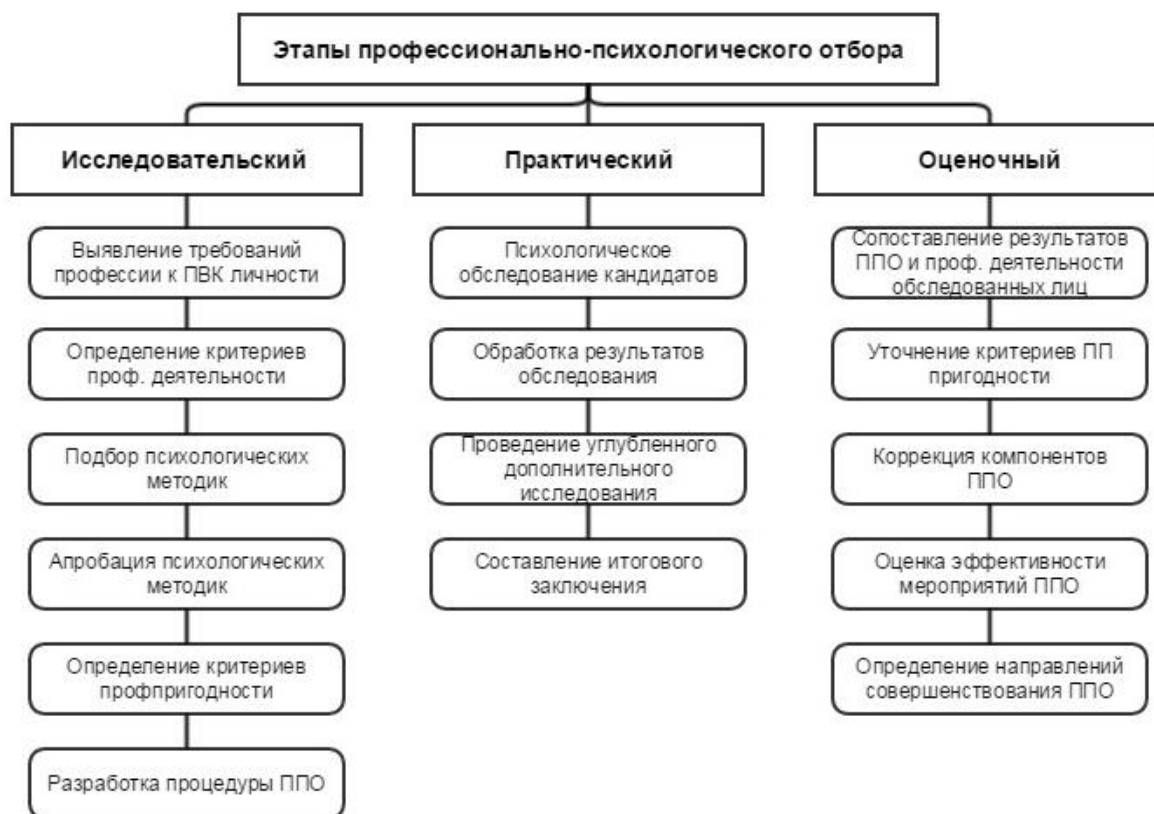 Этапы профессионально-психологического отбора
Исследовательский
Выявление требований
профессии к ПВК личности
Определение критериев
проф. деятельности
Подбор психологических
методик
Апробация психологических
методик
Определение критериев
профпригодности
Разработка процедуры ППО
Практический
Психологическое
обследование кандидатов
Обработка результатов
обследования
Проведение углубленного
дополнительного
исследования
Составление итогового
заключения
Оценочный
Сопоставление результатов
ППО и проф. деятельности
обследованных лиц
Уточнение критериев ПП
пригодности
Коррекция компонентов
ППО
Оценка эффективности
мероприятий ППО
Определение направлений
совершенствования ППО